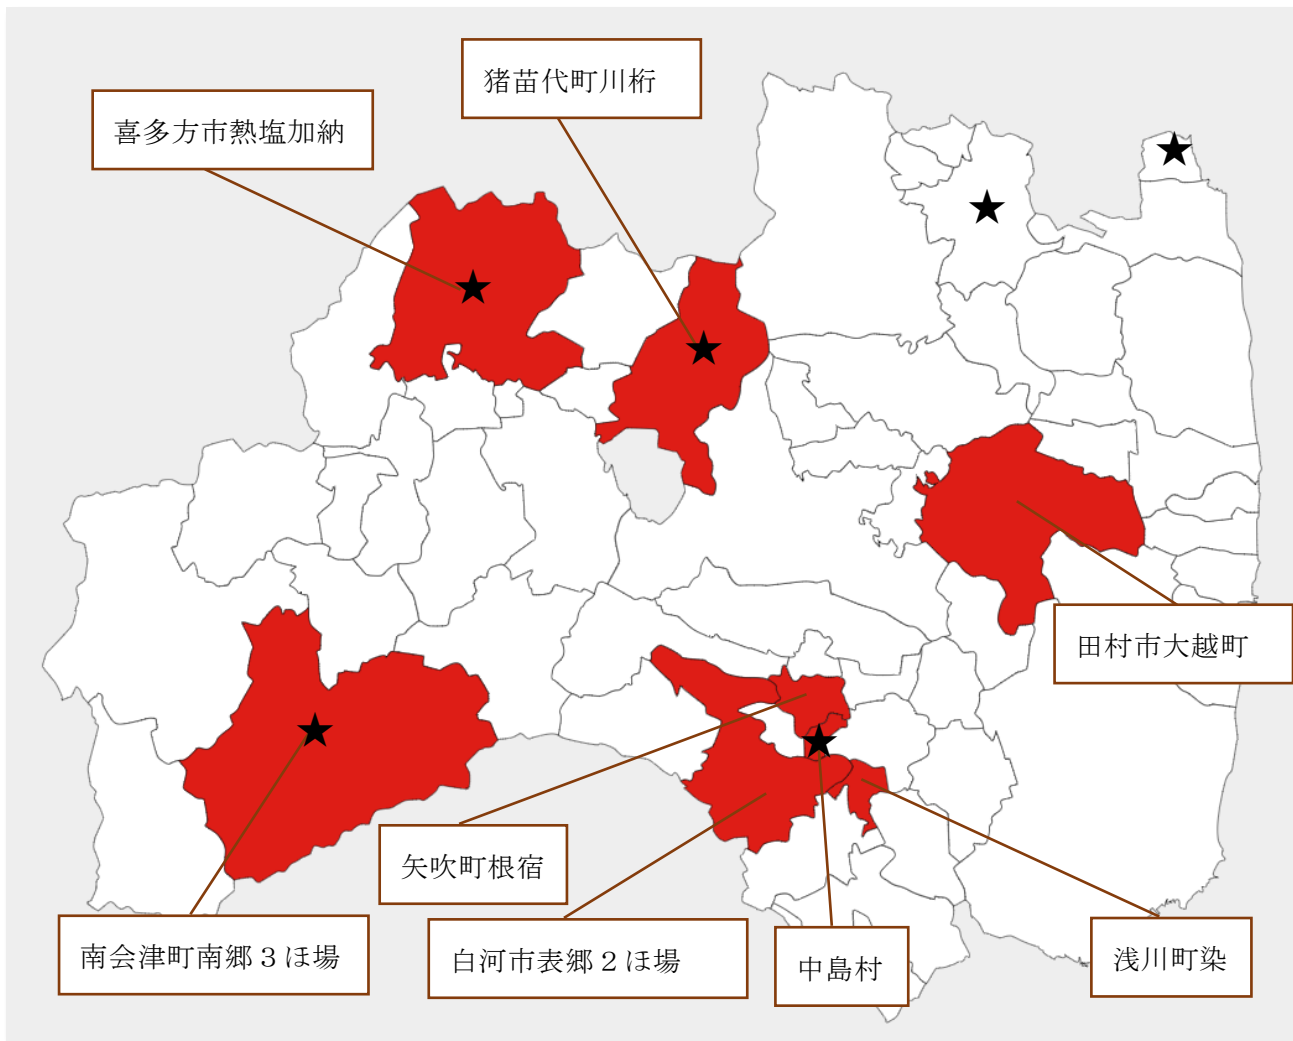 猪苗代町川桁
喜多方市熱塩加納
田村市大越町
矢吹町根宿
南会津町南郷３ほ場
白河市表郷２ほ場
中島村
浅川町染